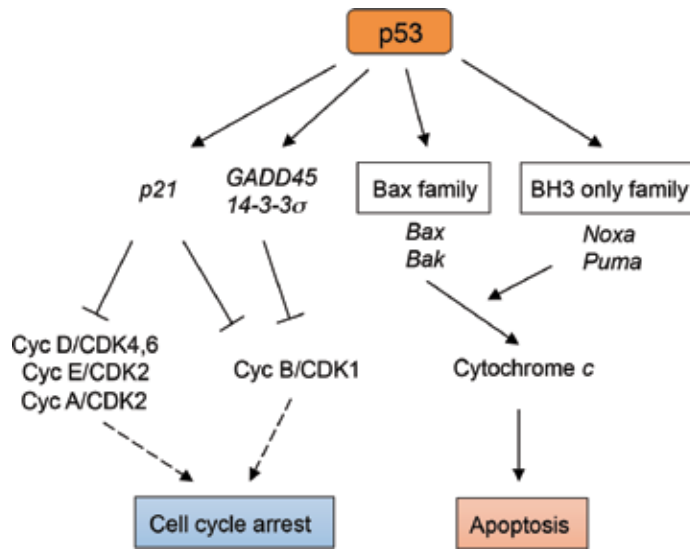 p53
p21
GADD45
14-3-3σ
Bax family
BH3 only family
Bax
Bak
Noxa
Puma
Cyc D/CDK4,6
Cyc E/CDK2
Cyc A/CDK2
Cyc B/CDK1
Cytochrome c
Cell cycle arrest
Apoptosis